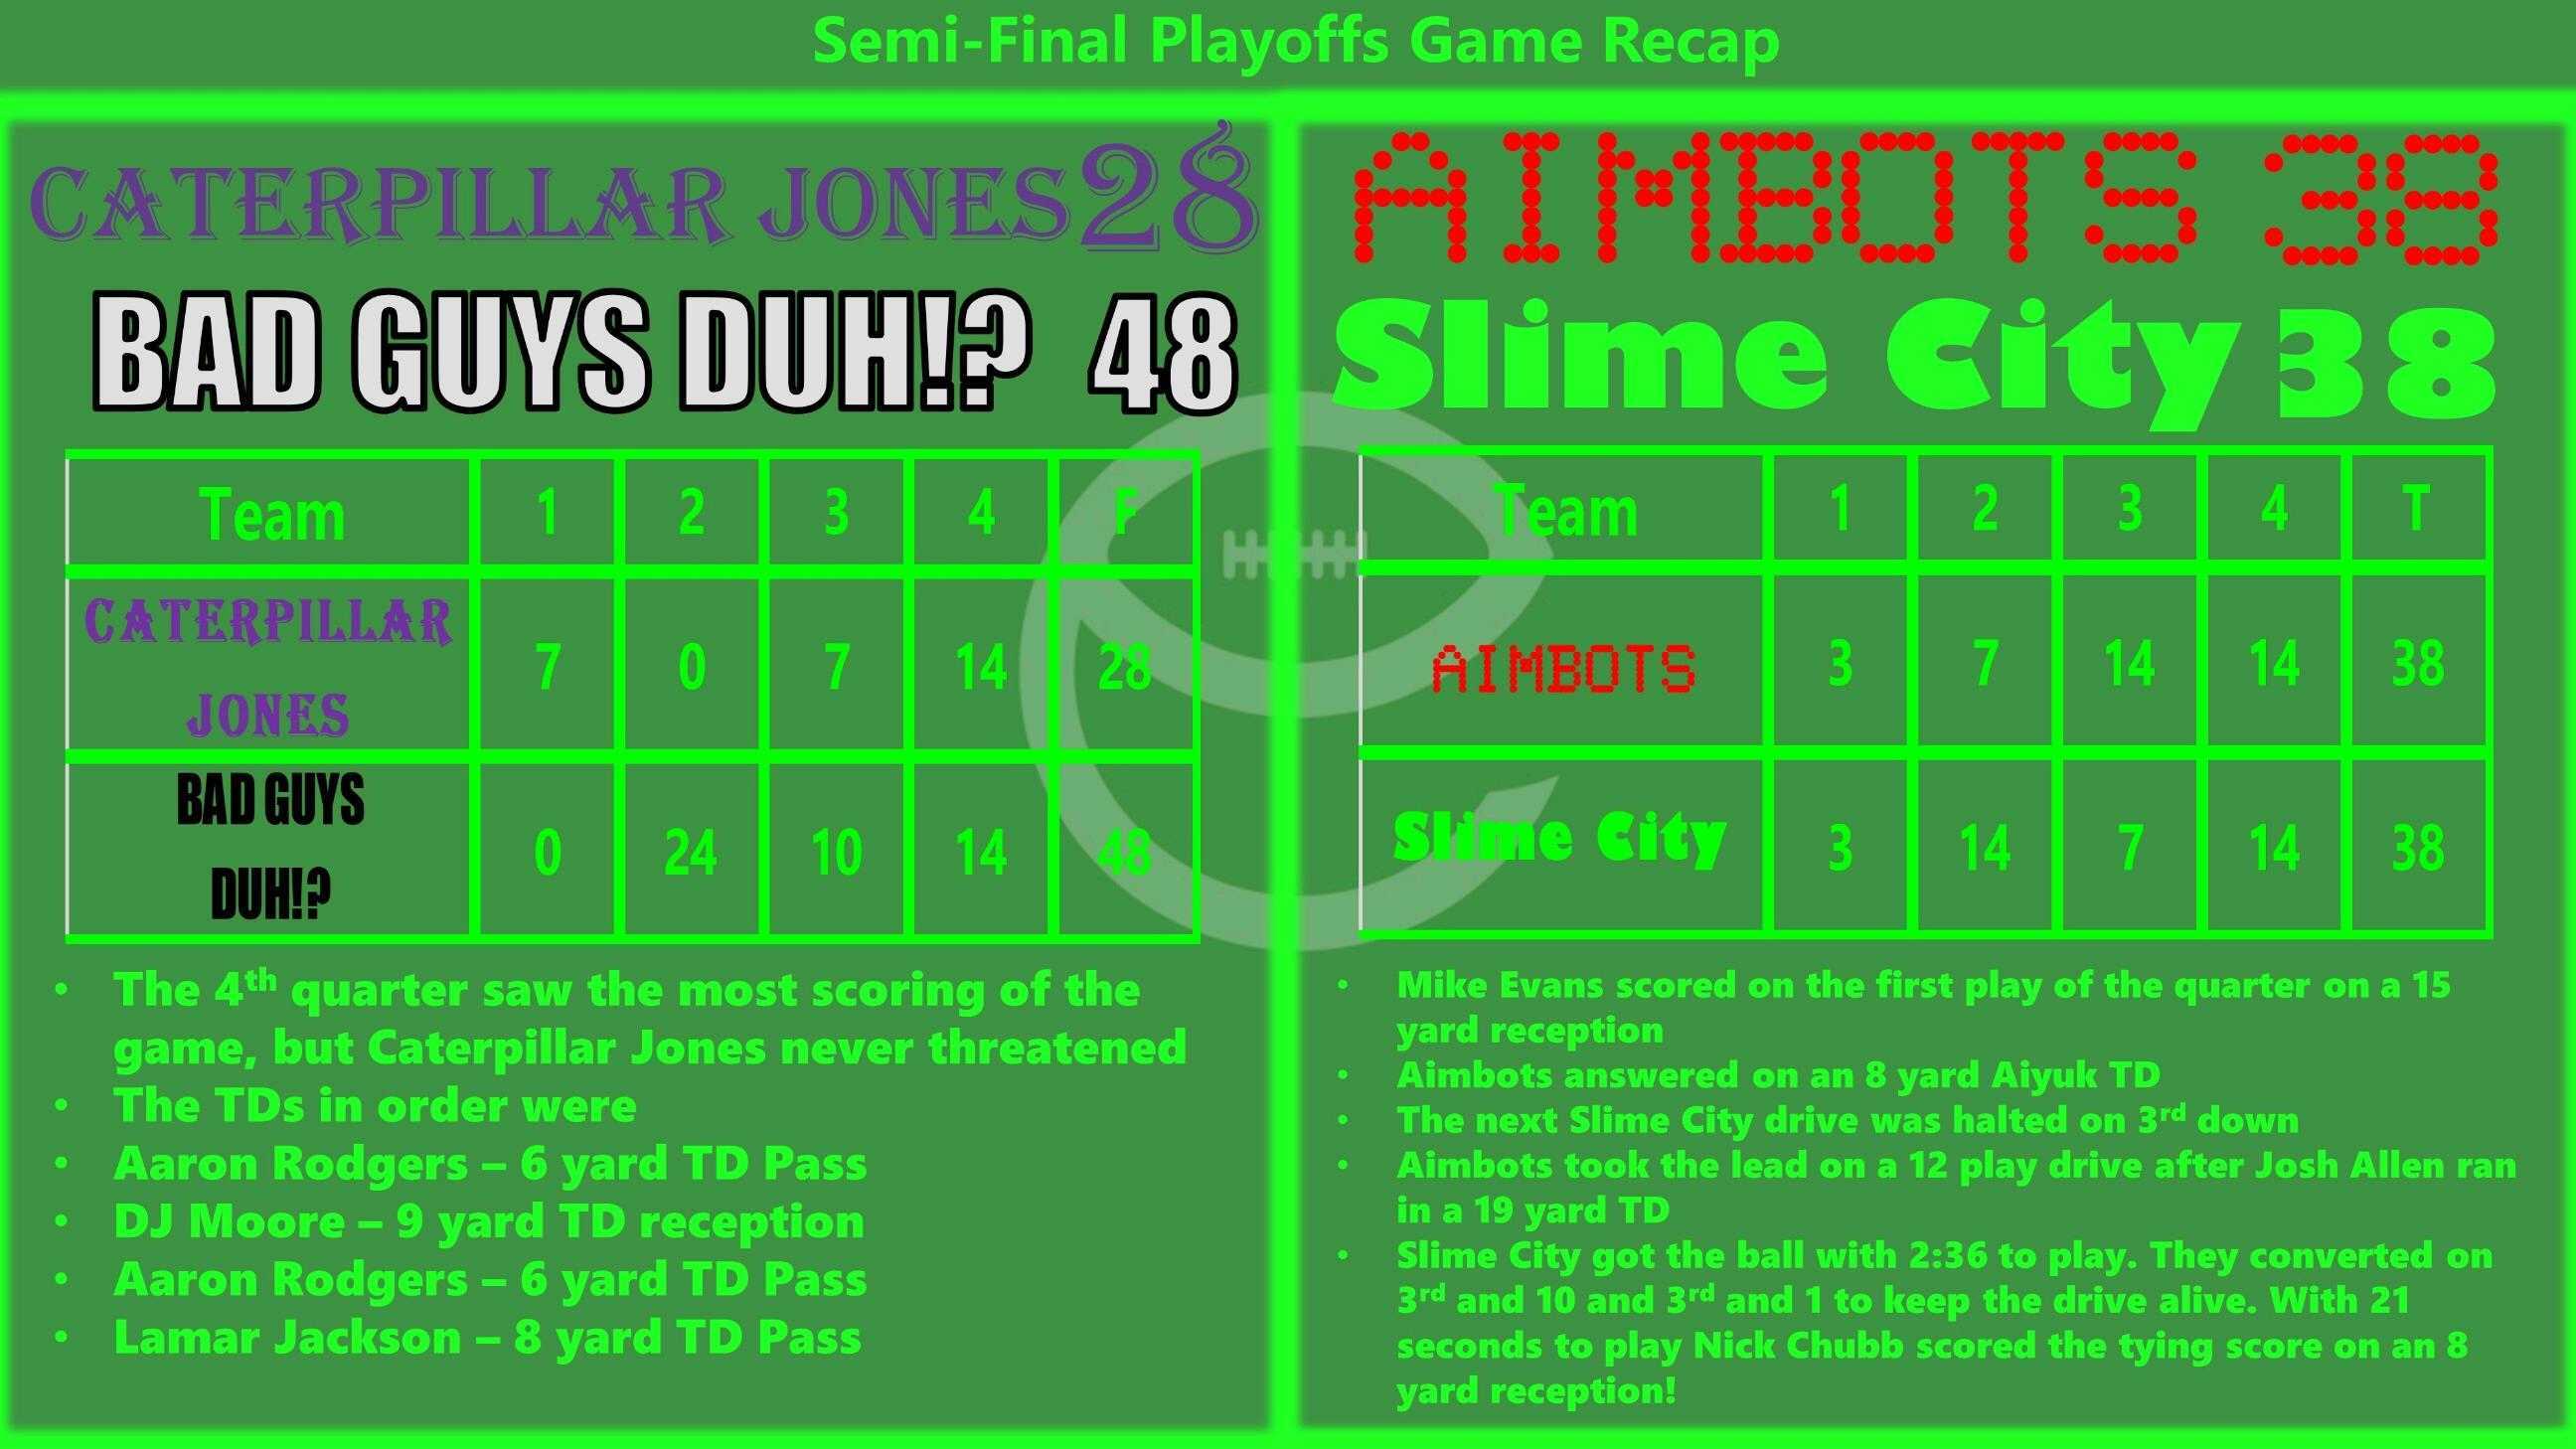 Semi-Final Playoffs Game Recap
CATERPILLAR JONES 28
BAD GUYS DUH!? 48
Team 1 2 3 4 F
CATERPILLAR
JONES
7 0 7 14 28
BAD GUYS
DUH!?
0 24 10 14 48
• The 4th quarter saw the most scoring of the
game, but Caterpillar Jones never threatened
• The TDs in order were
• Aaron Rodgers – 6 yard TD Pass
• DJ Moore – 9 yard TD reception
• Aaron Rodgers – 6 yard TD Pass
• Lamar Jackson – 8 yard TD Pass
AIMBOTS 38
Slime City 38
Team 1 2 3 4 T
AIMBOTS 3 7 14 14 38
Slime City 3 14 7 14 38
• Mike Evans scored on the first play of the quarter on a 15
yard reception
• Aimbots answered on an 8 yard Aiyuk TD
• The next Slime City drive was halted on 3rd down
• Aimbots took the lead on a 12 play drive after Josh Allen ran
in a 19 yard TD
• Slime City got the ball with 2:36 to play. They converted on
3rd and 10 and 3rd and 1 to keep the drive alive. With 21
seconds to play Nick Chubb scored the tying score on an 8
yard reception!